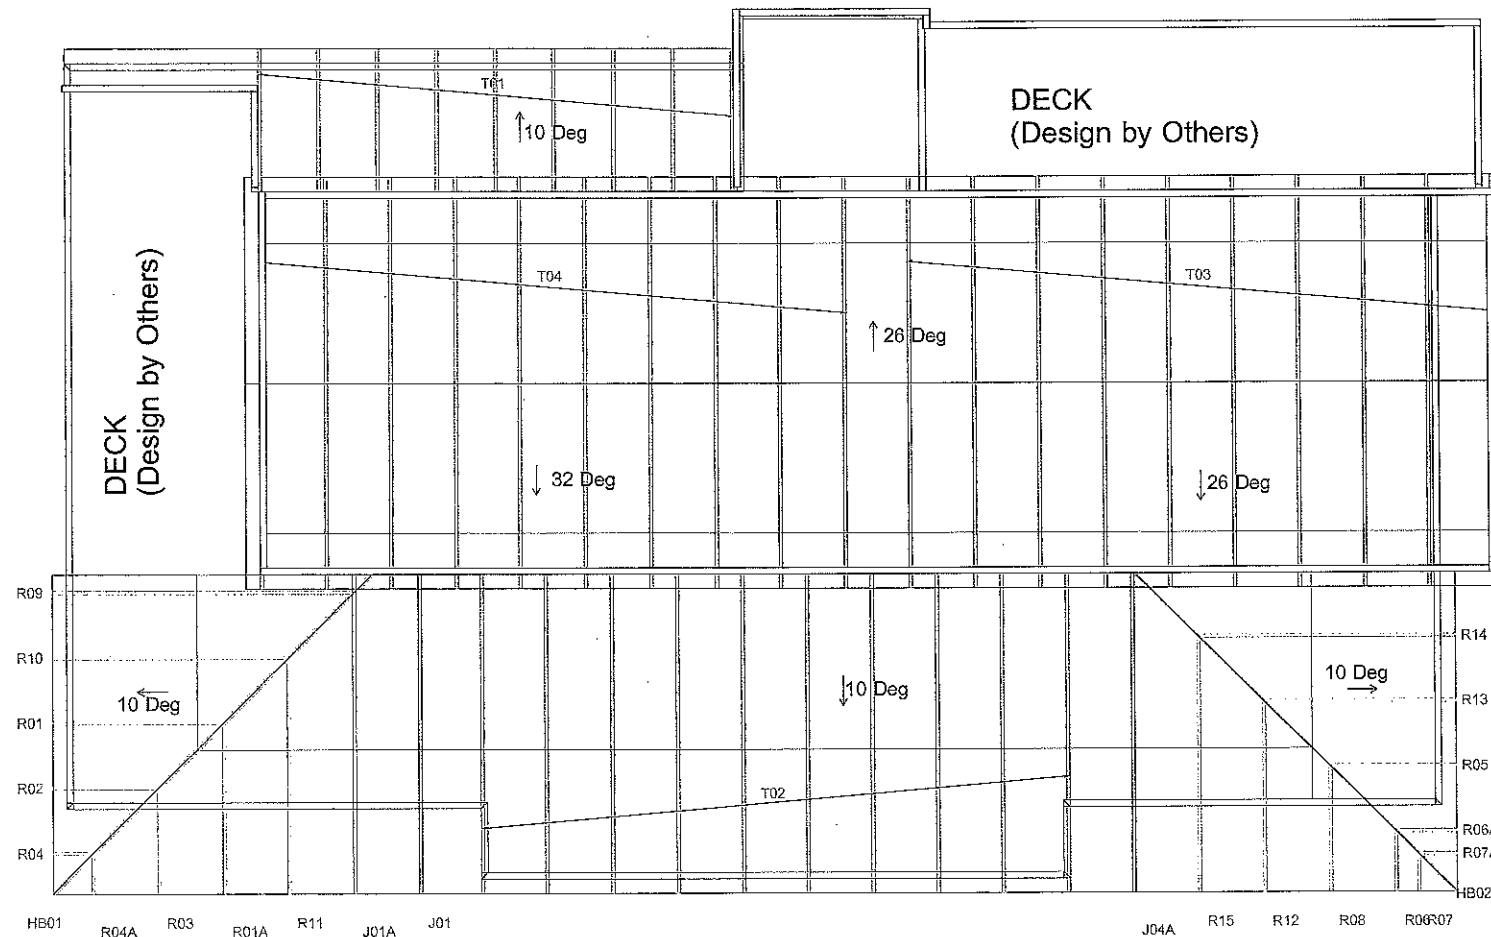 T01
10 Deg
DECK
(Design by Others)
DECK
(Design by Others)
T04
T03
26 Deg
32 Deg
26 Deg
R09
R10
10 Deg
R01
R02
R04
10 Deg
10 Deg
T02
R14
R13
R05
R06A
R07A
HB01
R04A
R03
R01A
R11
J01A
J01
J04A
R15
R12
R08
R06
R07
HB02